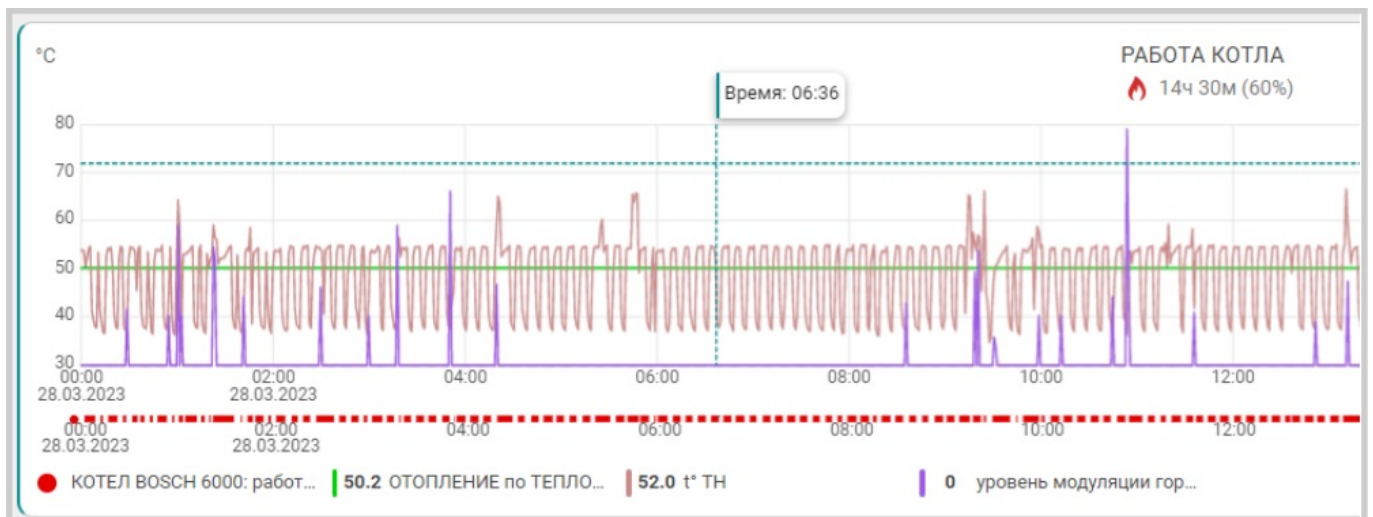 °C
РАБОТА КОТЛА
14ч 30м (60%)
Время: 06:36
80
70
60
50
40
30
00:00 02:00 04:00 06:00 08:00 10:00 12:00
28.03.2023 28.03.2023
00:00 02:00 04:00 06:00 08:00 10:00 12:00
28.03.2023 28.03.2023
КОТЕЛ BOSCH 6000: работ... 50.2 ОТОПЛЕНИЕ по ТЕПЛО... 52.0 t° ТН 0 уровень модуляции гор...